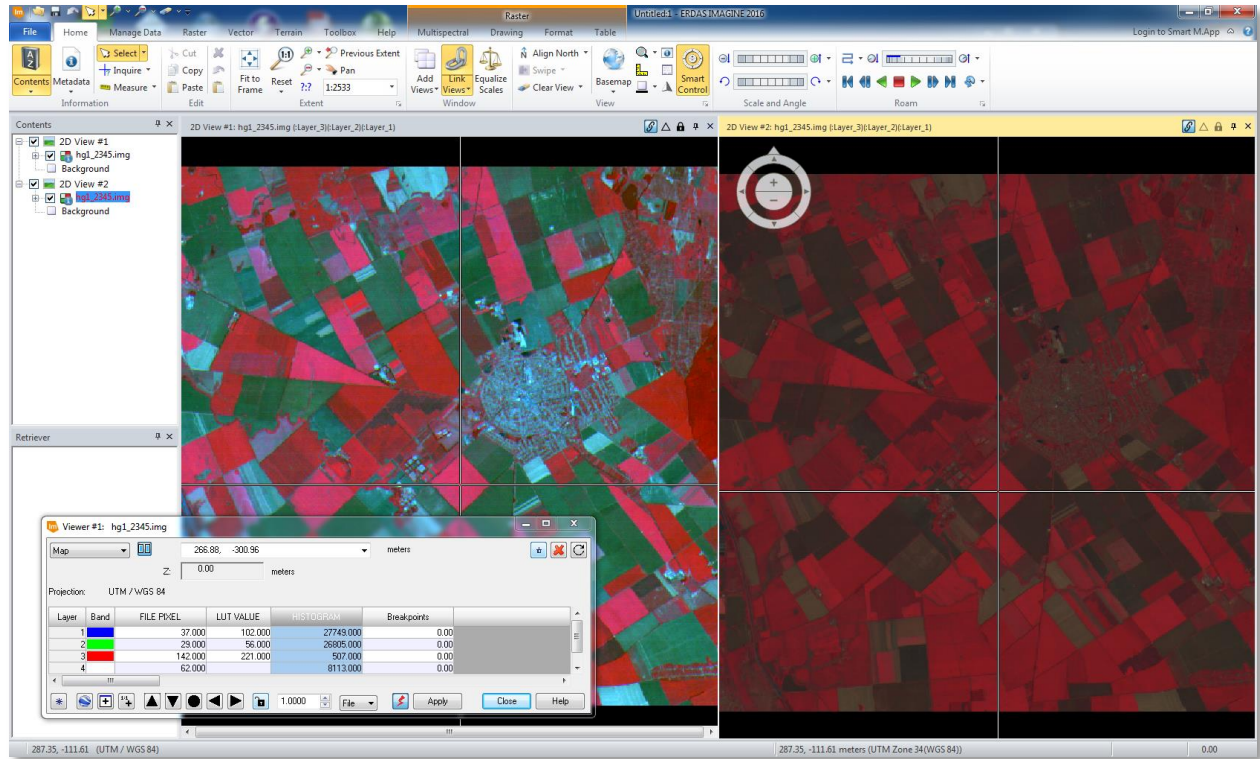 Raster
Untitled:1 - ERDAS IMAGINE 2016
File Home Manage Data Raster Vector Terrain Toolbox Help Multispectral Drawing Format Table
Login to Smart M.App
Contents
Metadata
Select
Inquire
Measure
Information
Cut
Copy
Paste
Edit
Fit to Frame
Reset
1:1
?:?
Previous Extent
Pan
1:2533
Extent
Add Views
Link Views
Equalize Scales
Window
Align North
Swipe
Clear View
Basemap
Smart Control
View
Scale and Angle
Roam
Contents
2D View #1
hg1_2345.img
Background
2D View #2
hg1_2345.img
Background
Retriever
2D View #1: hg1_2345.img (:Layer_3)(:Layer_2)(:Layer_1)
2D View #2: hg1_2345.img (:Layer_3)(:Layer_2)(:Layer_1)
Viewer #1: hg1_2345.img
Map 266.88, -300.96 meters
Z: 0.00 meters
Projection: UTM / WGS 84
Layer Band FILE PIXEL LUT VALUE HISTOGRAM Breakpoints
1 37.000 102.000 27749.000 0.00
2 29.000 56.000 26805.000 0.00
3 142.000 221.000 507.000 0.00
4 62.000 8113.000 0.00
1.0000 File Apply Close Help
287.35, -111.61 (UTM / WGS 84)
287.35, -111.61 meters (UTM Zone 34(WGS 84))
0.00